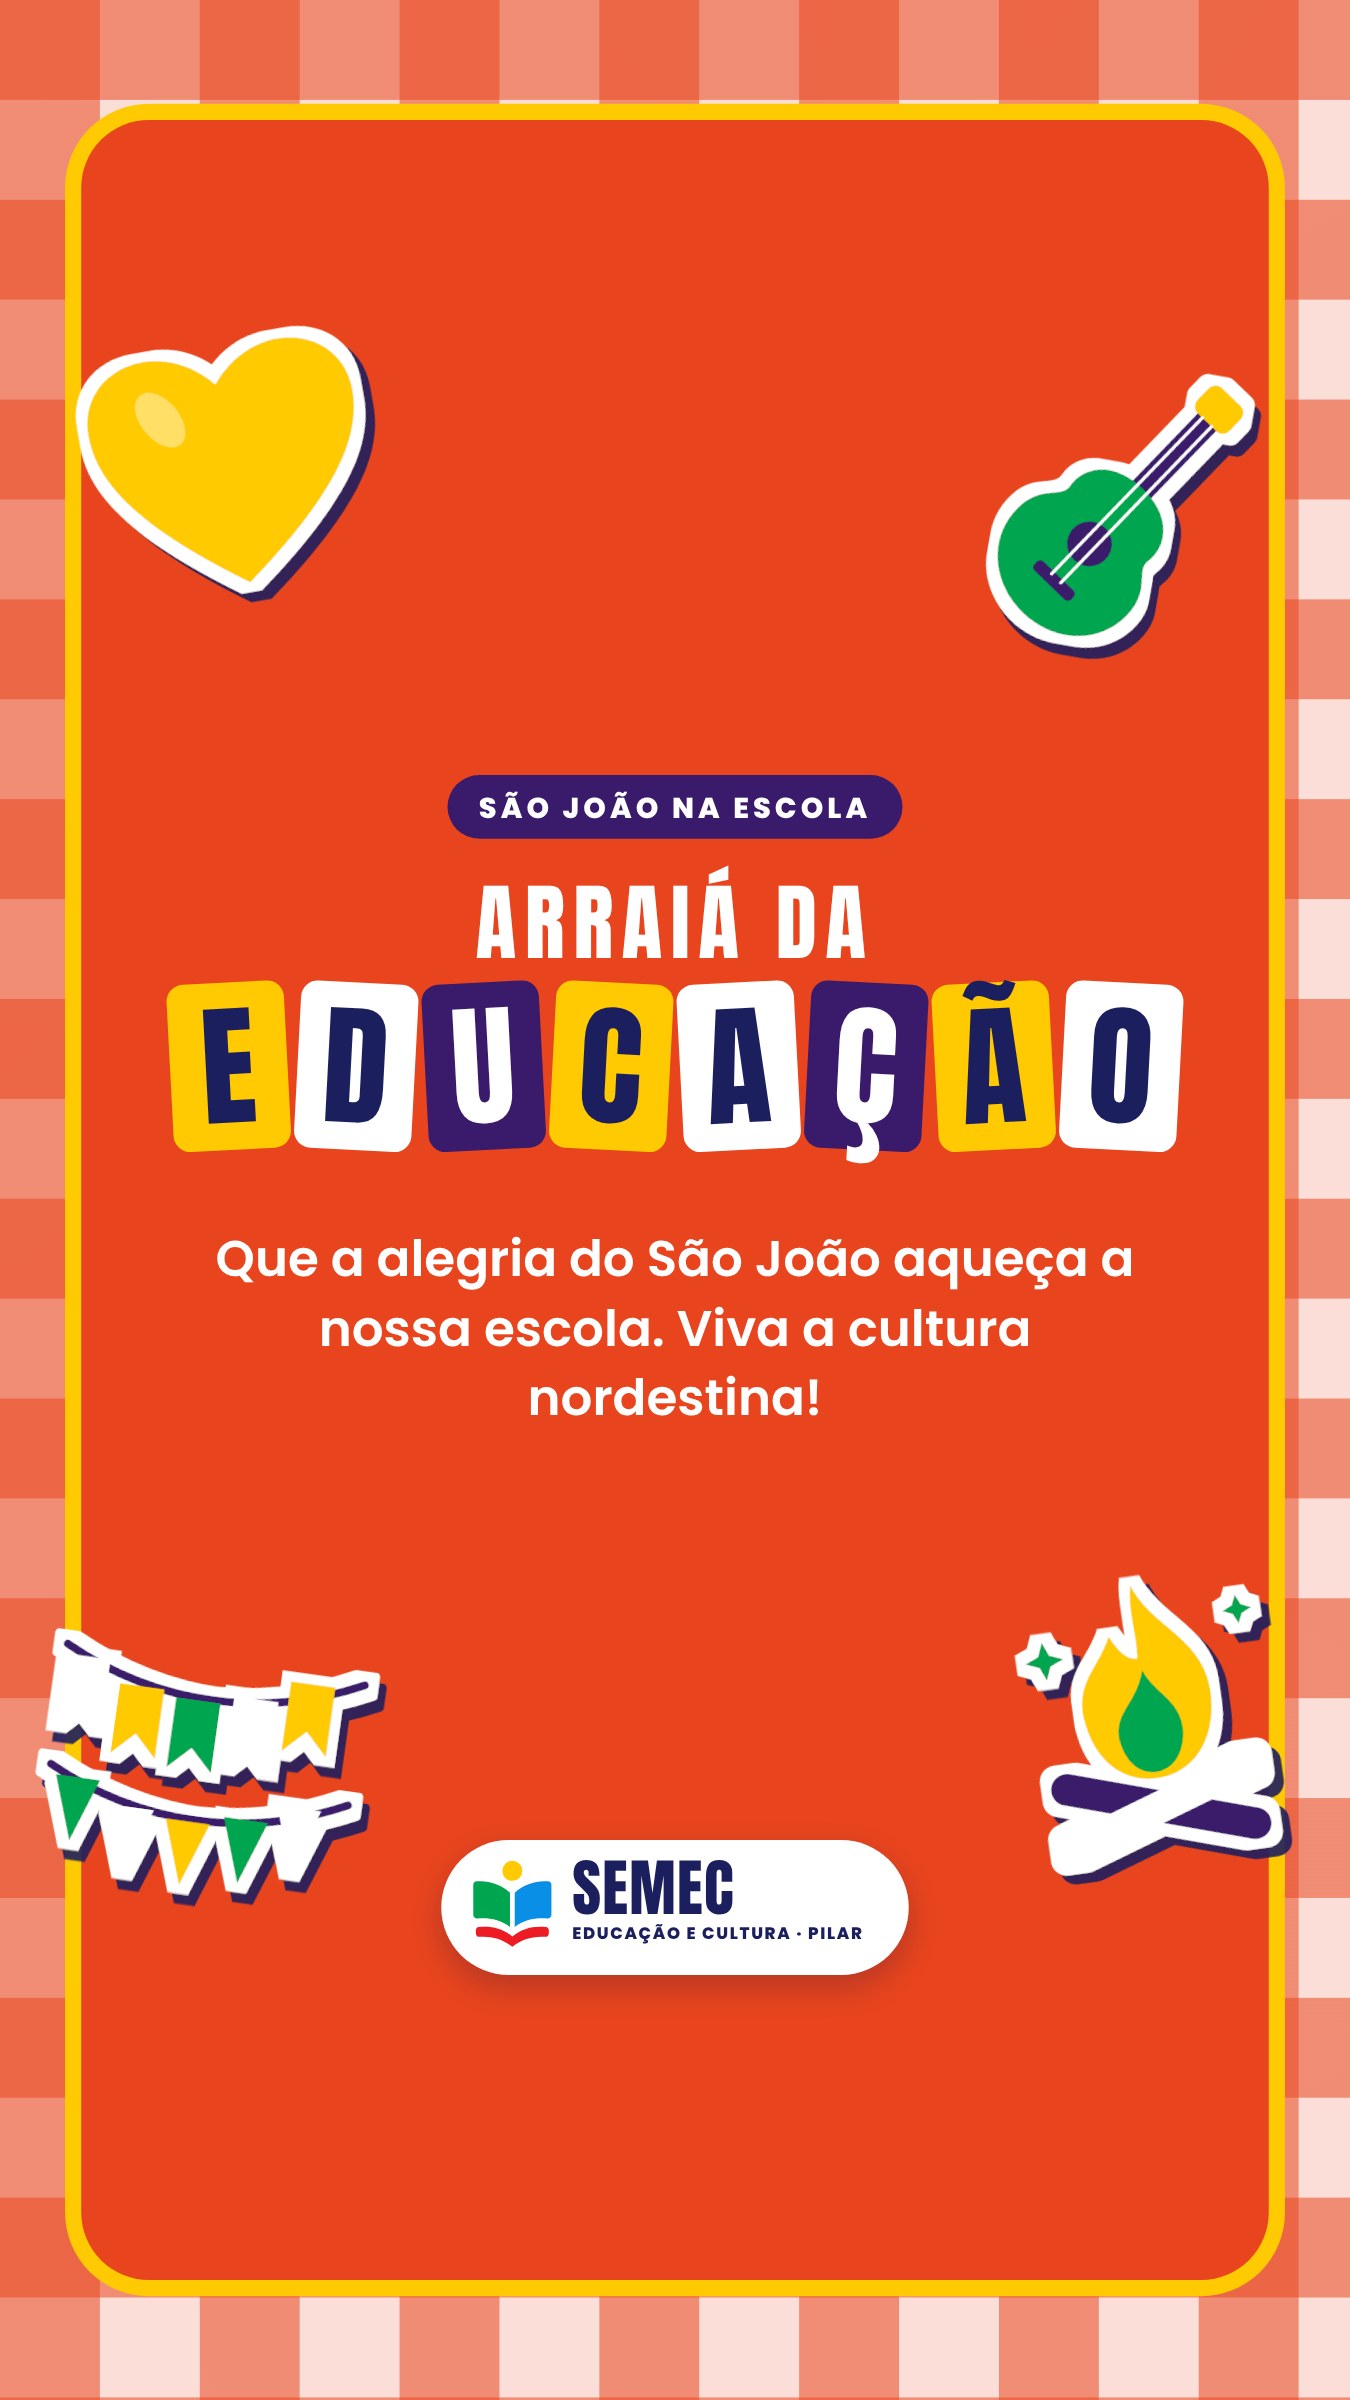 SÃO JOÃO NA ESCOLA
ARRAIÁ DA
EDUCAÇÃO
Que a alegria do São João aqueça a
nossa escola. Viva a cultura
nordestina!
SEMEC
EDUCAÇÃO E CULTURA · PILAR